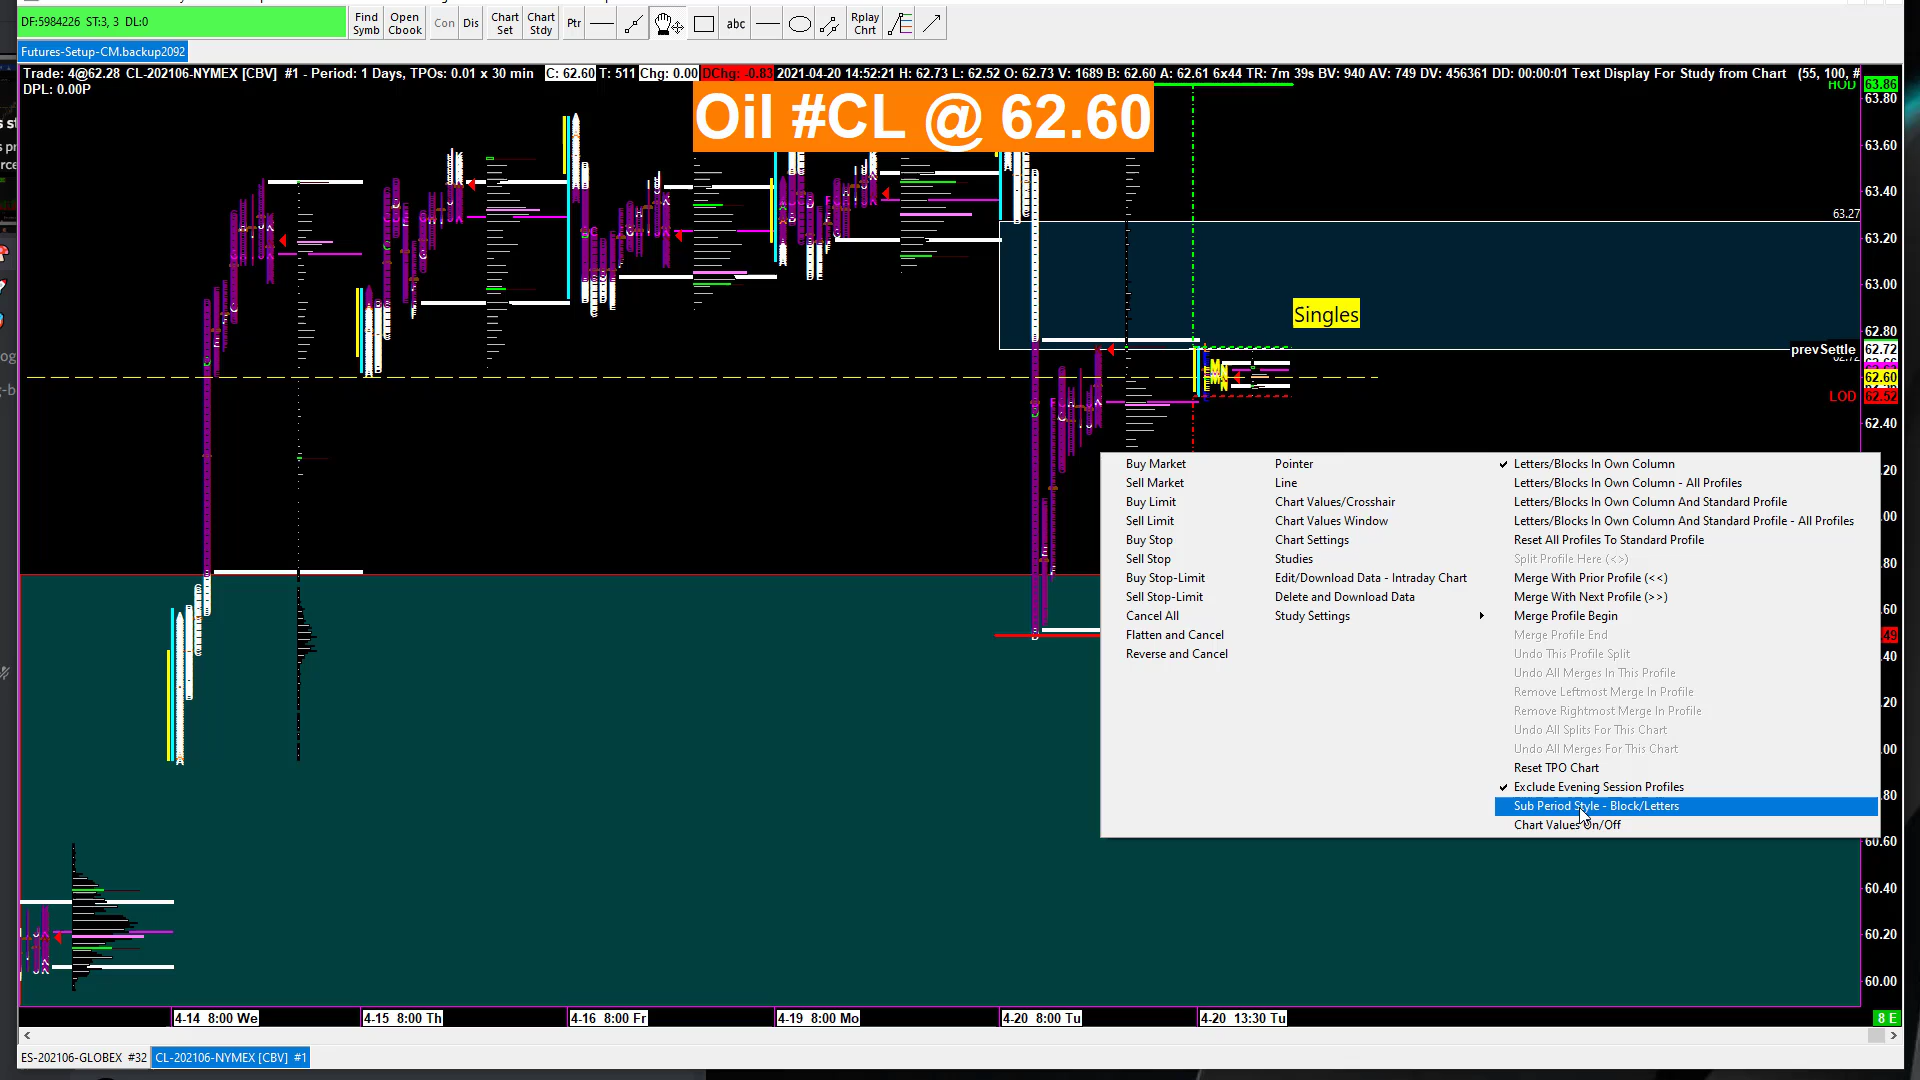 DF:5984226 ST:3, 3 DL:0
Find Symb
Open Cbook
Con
Dis
Chart Set
Chart Stdy
Ptr
abc
Rplay Chrt
Futures-Setup-CM.backup2092
Trade: 4@62.28 CL-202106-NYMEX [CBV] #1 - Period: 1 Days, TPOs: 0.01 x 30 min C: 62.60 T: 511 Chg: 0.00 DChg: -0.83 2021-04-20 14:52:21 H: 62.73 L: 62.52 O: 62.73 V: 1689 B: 62.60 A: 62.61 6x44 TR: 7m 39s BV: 940 AV: 749 DV: 456361 DD: 00:00:01 Text Display For Study from Chart (55, 100, #
DPL: 0.00P
HOD 63.86
63.80
Oil #CL @ 62.60
63.60
63.40
63.27
63.20
63.00
Singles
62.80
prevSettle 62.72
62.60
LOD 62.52
62.40
Buy Market
Sell Market
Buy Limit
Sell Limit
Buy Stop
Sell Stop
Buy Stop-Limit
Sell Stop-Limit
Cancel All
Flatten and Cancel
Reverse and Cancel
Pointer
Line
Chart Values/Crosshair
Chart Values Window
Chart Settings
Studies
Edit/Download Data - Intraday Chart
Delete and Download Data
Study Settings
Letters/Blocks In Own Column
Letters/Blocks In Own Column - All Profiles
Letters/Blocks In Own Column And Standard Profile
Letters/Blocks In Own Column And Standard Profile - All Profiles
Reset All Profiles To Standard Profile
Split Profile Here (<>)
Merge With Prior Profile (<<)
Merge With Next Profile (>>)
Merge Profile Begin
Merge Profile End
Undo This Profile Split
Undo All Merges In This Profile
Remove Leftmost Merge In Profile
Remove Rightmost Merge In Profile
Undo All Splits For This Chart
Undo All Merges For This Chart
Reset TPO Chart
Exclude Evening Session Profiles
Sub Period Style - Block/Letters
Chart Values On/Off
.20
.00
.80
.60
.49
.40
.20
.00
.80
60.60
60.40
60.20
60.00
4-14 8:00 We
4-15 8:00 Th
4-16 8:00 Fr
4-19 8:00 Mo
4-20 8:00 Tu
4-20 13:30 Tu
8 E
ES-202106-GLOBEX #32
CL-202106-NYMEX [CBV] #1